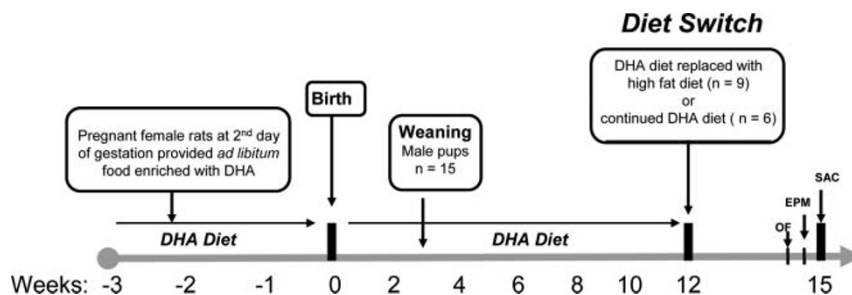 Diet Switch
DHA diet replaced with
high fat diet (n = 9)
or
continued DHA diet ( n = 6)
Birth
Weaning
Male pups
n = 15
Pregnant female rats at 2nd day
of gestation provided ad libitum
food enriched with DHA
SAC
EPM
OF
DHA Diet
DHA Diet
Weeks: -3 -2 -1 0 2 4 6 8 10 12 15